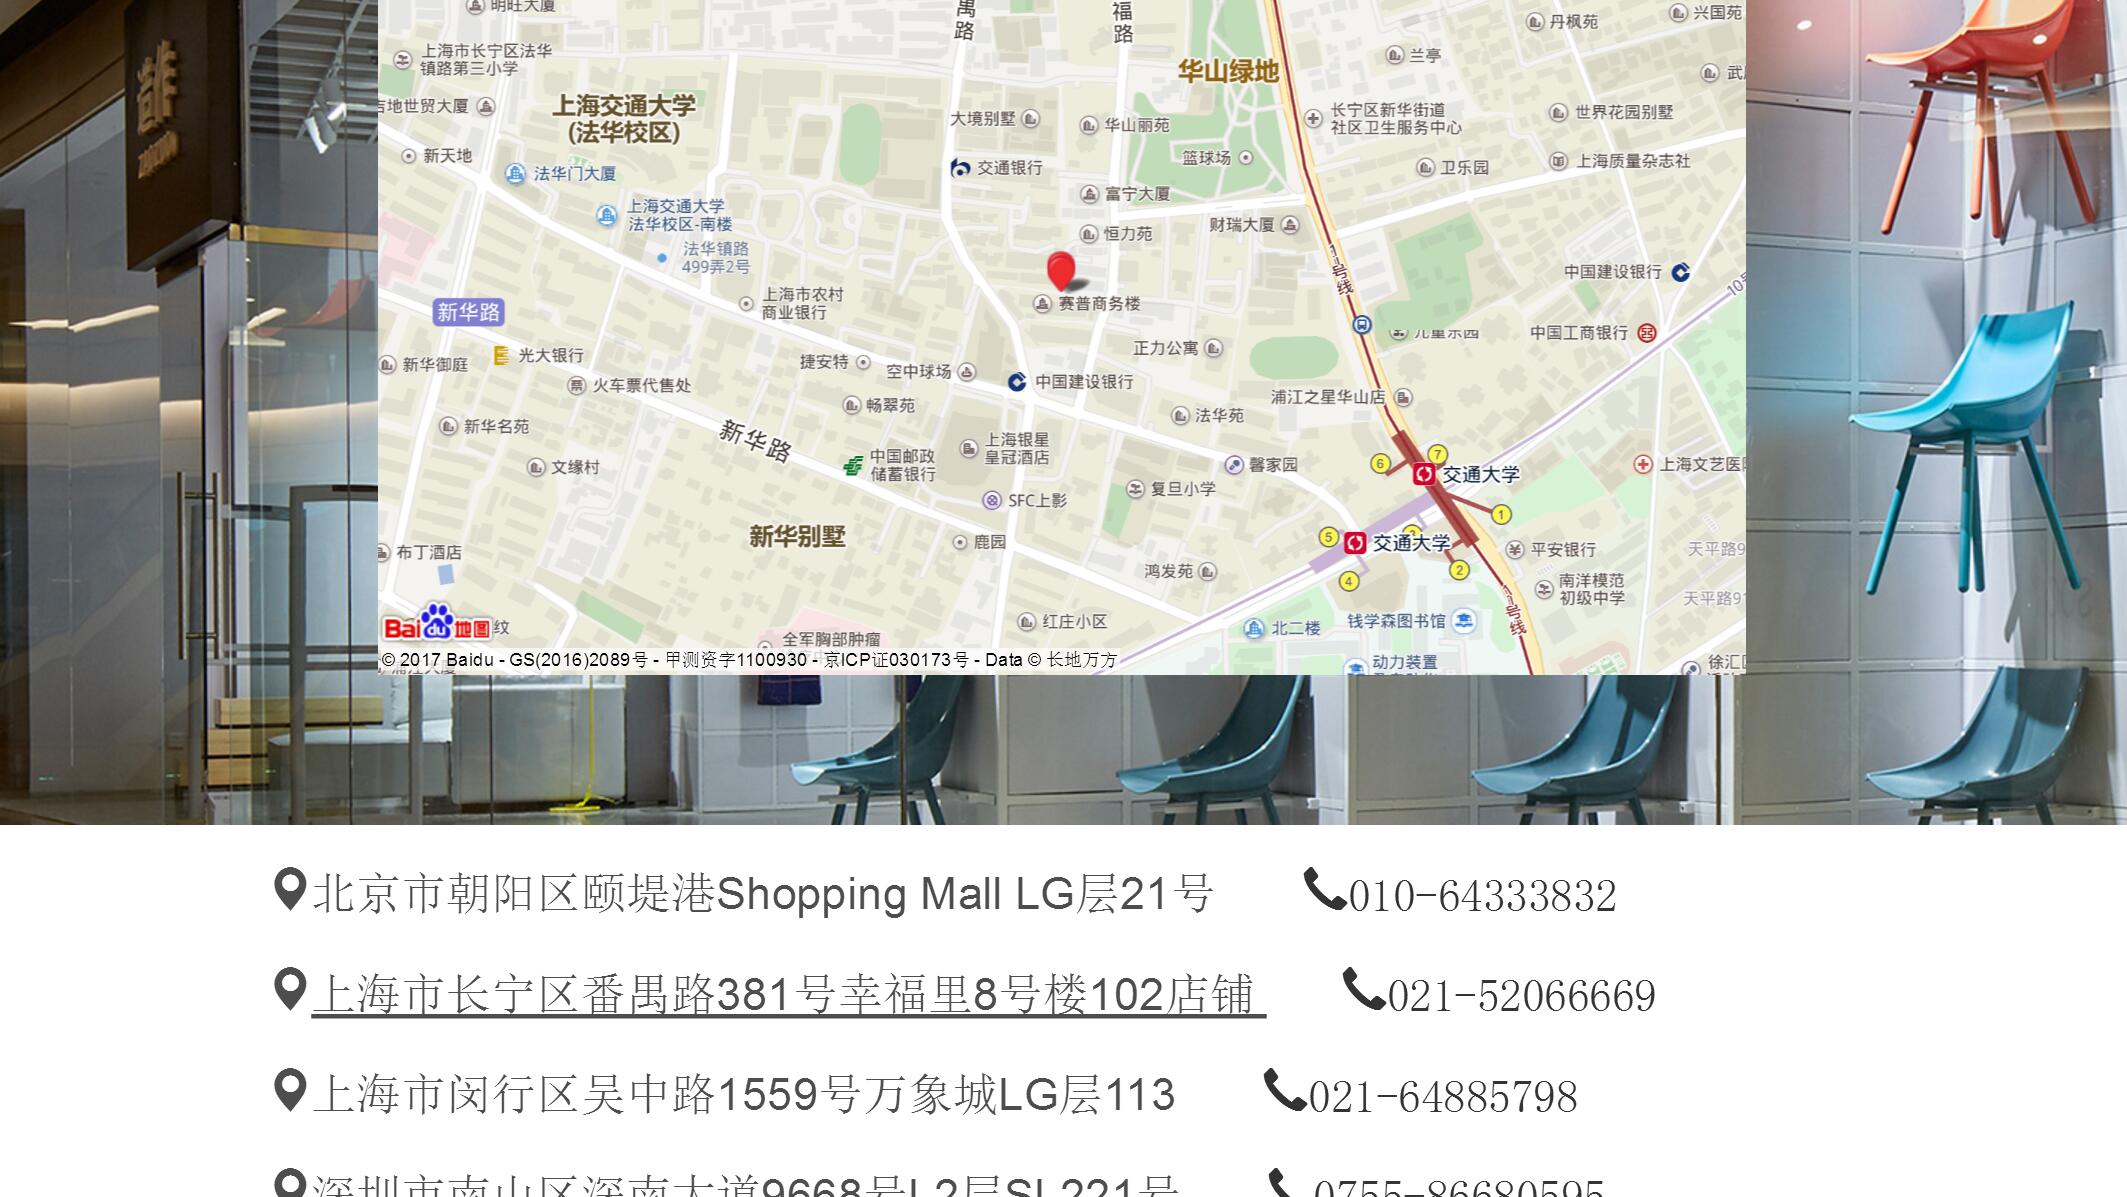 明旺大厦
禺路
福路
兴国苑
丹枫苑
上海市长宁区法华
镇路第三小学
兰亭
华山绿地
吉地世贸大厦
上海交通大学
(法华校区)
大境别墅
华山丽苑
长宁区新华街道
社区卫生服务中心
世界花园别墅
新天地
法华门大厦
交通银行
篮球场
卫乐园
上海质量杂志社
富宁大厦
上海交通大学
法华校区-南楼
恒力苑
财瑞大厦
法华镇路
499弄2号
11号线
中国建设银行
新华路
上海市农村
商业银行
赛普商务楼
儿童乐园
中国工商银行
新华御庭
光大银行
火车票代售处
捷安特
空中球场
正力公寓
中国建设银行
浦江之星华山店
畅翠苑
法华苑
新华名苑
新华路
上海银星
皇冠酒店
中国邮政
储蓄银行
文缘村
馨家园
6
7
交通大学
上海文艺医
SFC上影
复旦小学
1
新华别墅
鹿园
5
交通大学
2
4
平安银行
天平路9
布丁酒店
鸿发苑
南洋模范
初级中学
天平路91
11号线
Bai du 地图
纹
红庄小区
北二楼
钱学森图书馆
全军胸部肿瘤
动力装置
徐汇
© 2017 Baidu - GS(2016)2089号 - 甲测资字1100930 - 京ICP证030173号 - Data © 长地万方
北京市朝阳区颐堤港Shopping Mall LG层21号 010-64333832
上海市长宁区番禺路381号幸福里8号楼102店铺 021-52066669
上海市闵行区吴中路1559号万象城LG层113 021-64885798
深圳市南山区深南大道9668号L2层SL221号 0755-86680595